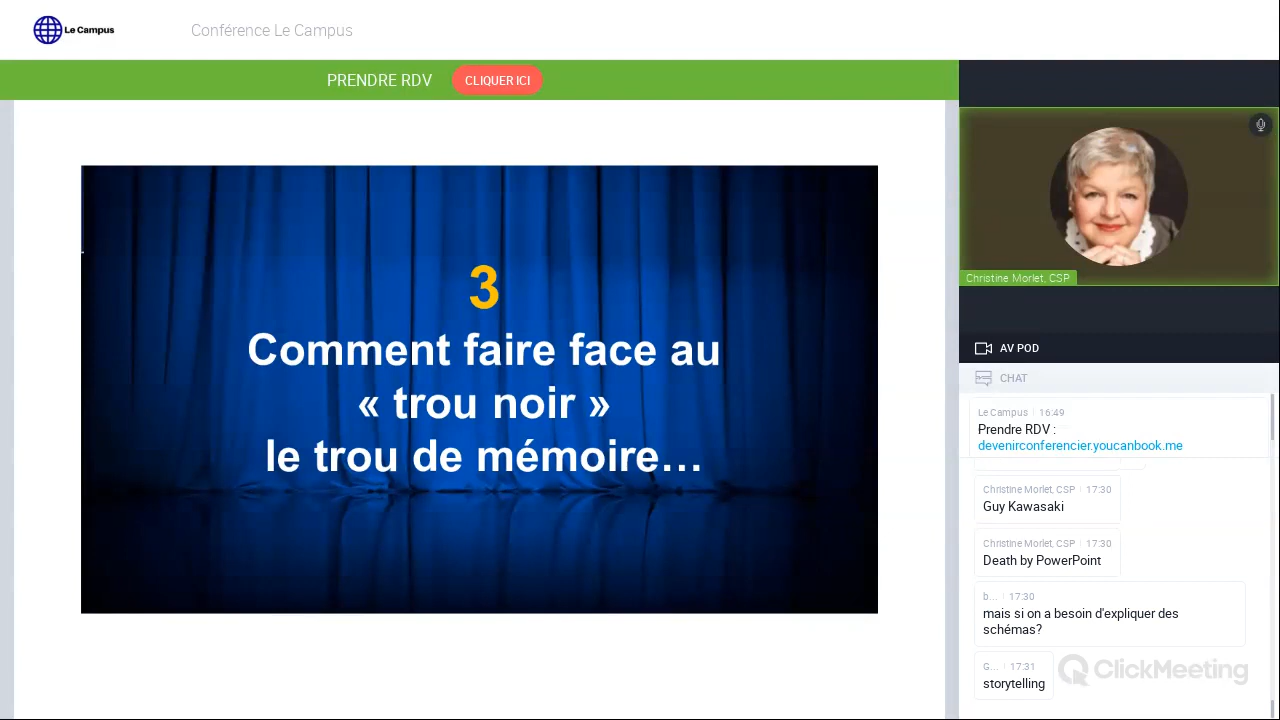 Le Campus
Conférence Le Campus
PRENDRE RDV
CLIQUER ICI
3
Comment faire face au
« trou noir »
le trou de mémoire…
Christine Morlet, CSP
AV POD
CHAT
Le Campus 16:49
Prendre RDV :
devenirconferencier.youcanbook.me
Christine Morlet, CSP 17:30
Guy Kawasaki
Christine Morlet, CSP 17:30
Death by PowerPoint
b... 17:30
mais si on a besoin d'expliquer des
schémas?
G... 17:31
storytelling
ClickMeeting